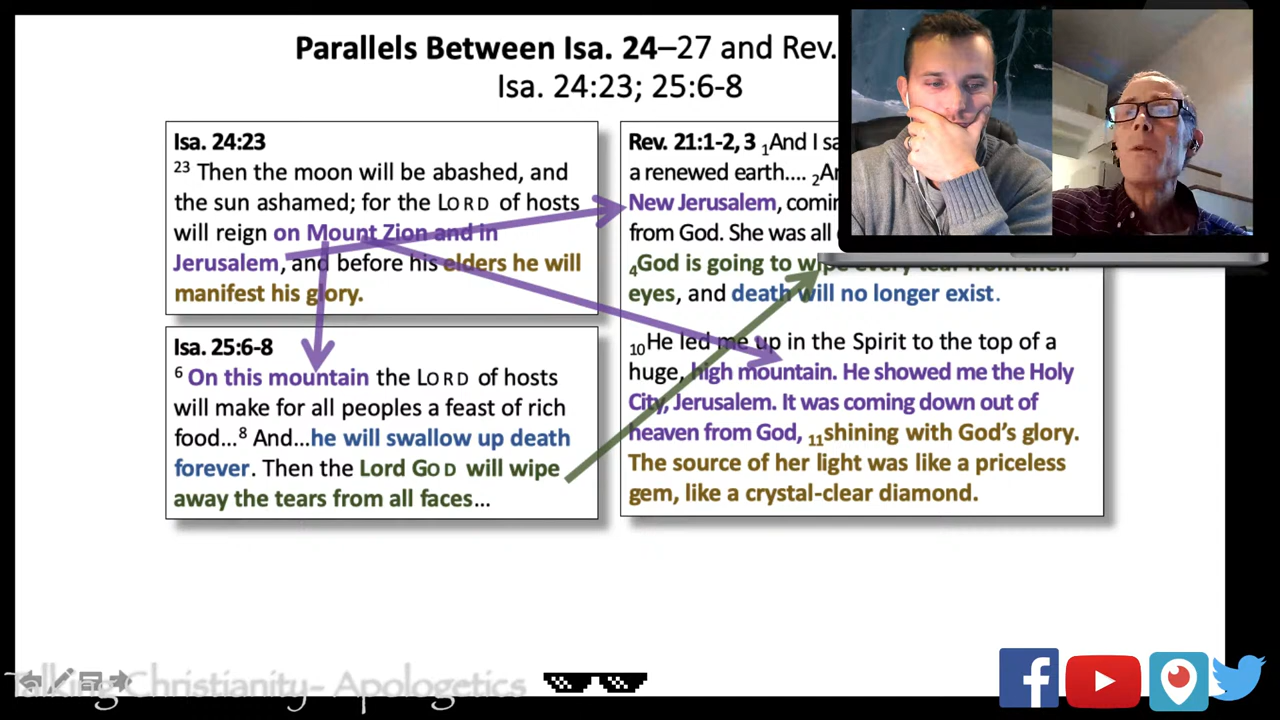 Parallels Between Isa. 24–27 and Rev.
Isa. 24:23; 25:6-8
Isa. 24:23
23 Then the moon will be abashed, and
the sun ashamed; for the LORD of hosts
will reign on Mount Zion and in
Jerusalem, and before his elders he will
manifest his glory.
Isa. 25:6-8
6 On this mountain the LORD of hosts
will make for all peoples a feast of rich
food...8 And...he will swallow up death
forever. Then the Lord GOD will wipe
away the tears from all faces...
Rev. 21:1-2, 3 1And I
a renewed earth.... 2
New Jerusalem,
from God. She was all
4God is going to wipe every tear from their
eyes, and death will no longer exist.
10He led me up in the Spirit to the top of a
huge, high mountain. He showed me the Holy
City, Jerusalem. It was coming down out of
heaven from God, 11shining with God's glory.
The source of her light was like a priceless
gem, like a crystal-clear diamond.
Talking Christianity- Apologetics